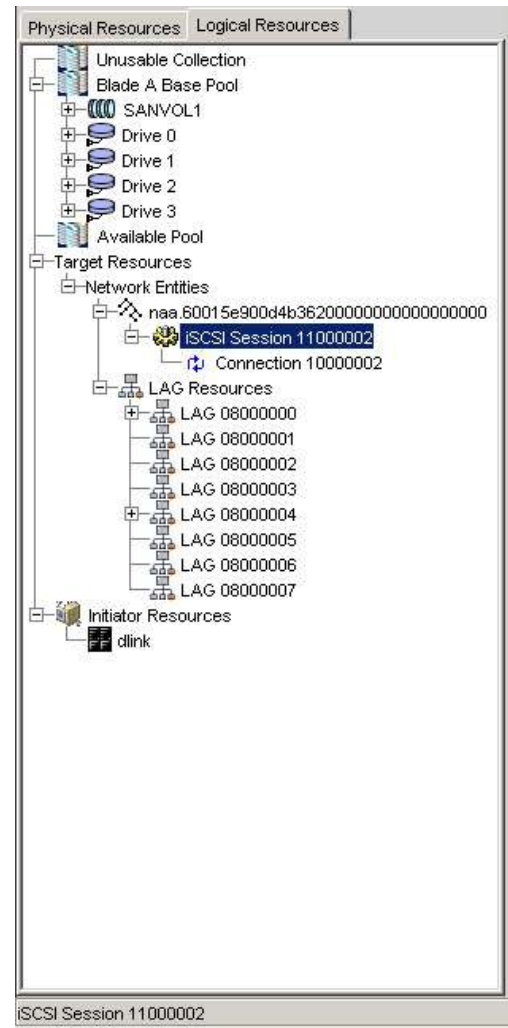 Physical Resources Logical Resources
Unusable Collection
Blade A Base Pool
SANVOL1
Drive 0
Drive 1
Drive 2
Drive 3
Available Pool
Target Resources
Network Entities
naa.60015e900d4b36200000000000000000
iSCSI Session 11000002
Connection 10000002
LAG Resources
LAG 08000000
LAG 08000001
LAG 08000002
LAG 08000003
LAG 08000004
LAG 08000005
LAG 08000006
LAG 08000007
Initiator Resources
dlink
iSCSI Session 11000002